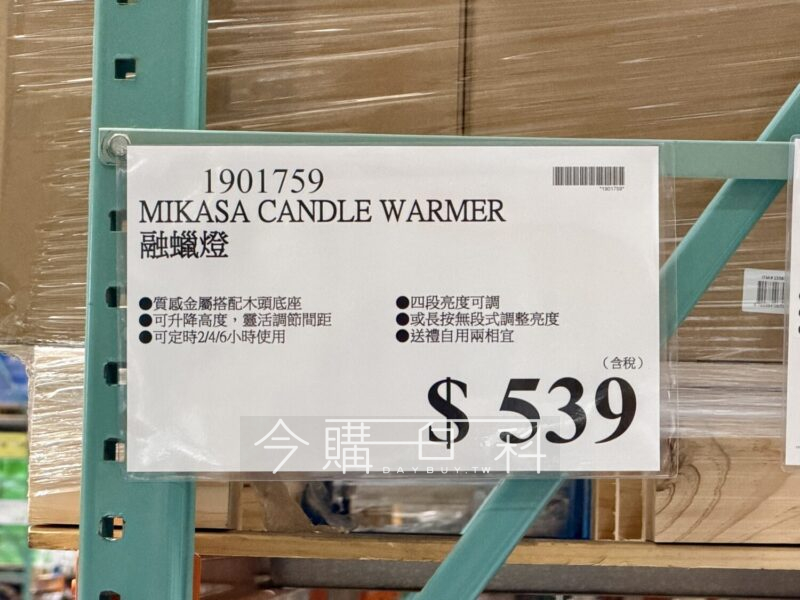 1901759
*1901759*
MIKASA CANDLE WARMER
融蠟燈
●質感金屬搭配木頭底座
●可升降高度，靈活調節間距
●可定時2/4/6小時使用
●四段亮度可調
●或長按無段式調整亮度
●送禮自用兩相宜
(含稅)
$ 539
今購百科
DAYBUY.TW